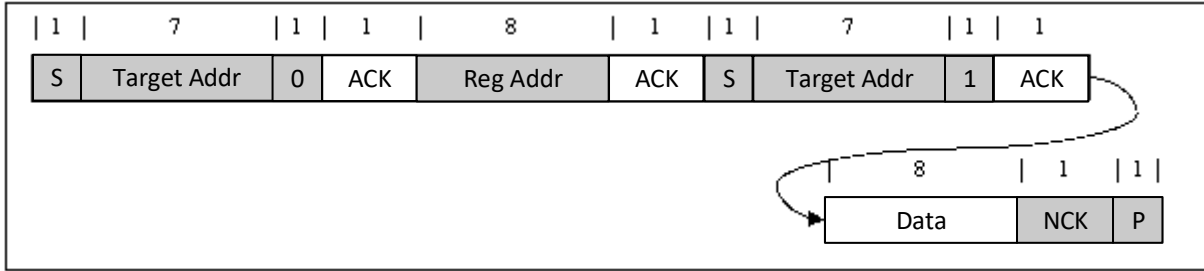 | 1 | 7 | 1 | 1 | 8 | 1 | 1 | 7 | 1 | 1
S Target Addr 0 ACK Reg Addr ACK S Target Addr 1 ACK
| 8 | 1 | 1 |
Data NCK P